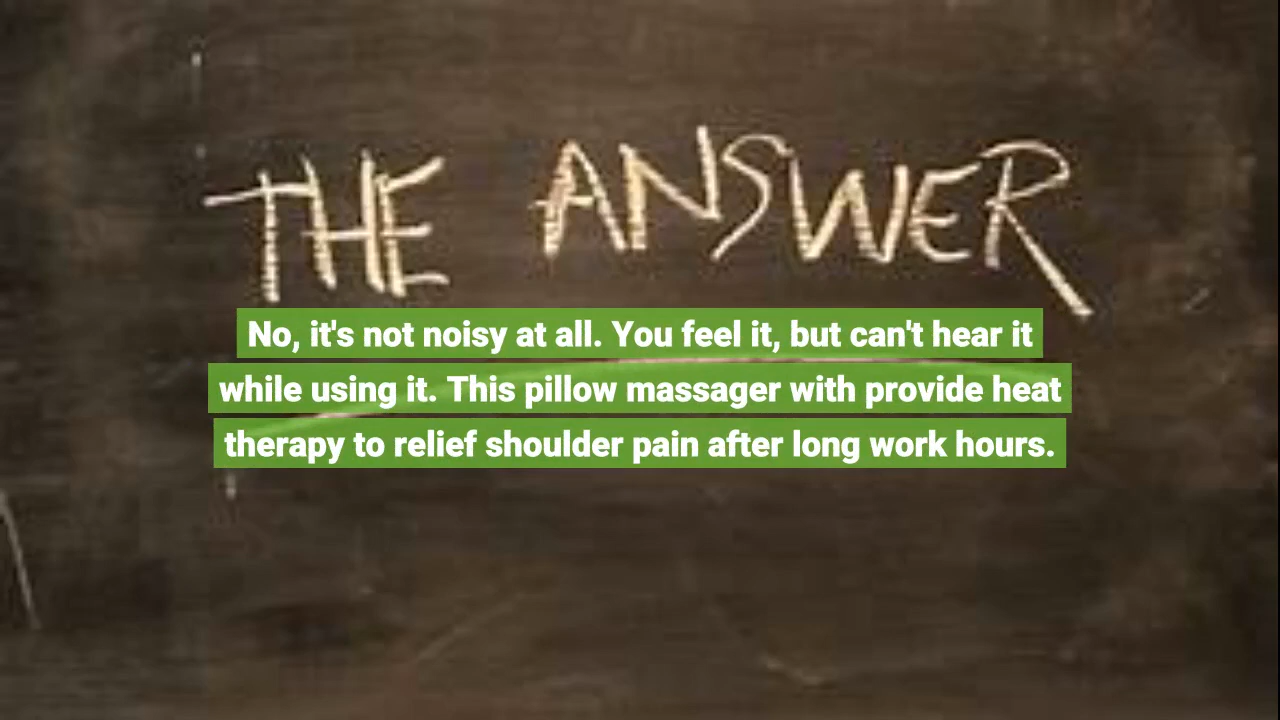 THE ANSWER
No, it's not noisy at all. You feel it, but can't hear it
while using it. This pillow massager with provide heat
therapy to relief shoulder pain after long work hours.